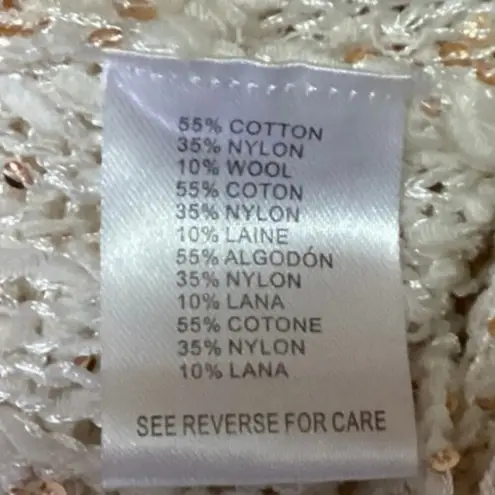 55% COTTON
35% NYLON
10% WOOL
55% COTON
35% NYLON
10% LAINE
55% ALGODÓN
35% NYLON
10% LANA
55% COTONE
35% NYLON
10% LANA
SEE REVERSE FOR CARE